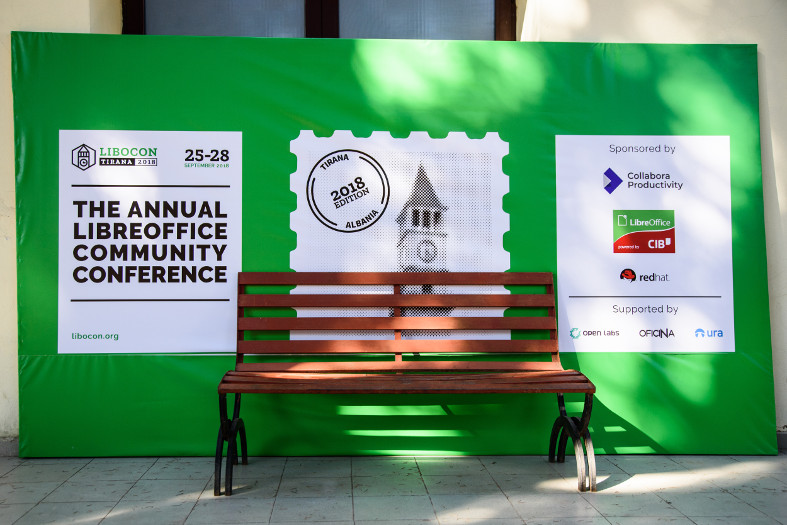 LIBOCON
TIRANA 2018
25-28
SEPTEMBER 2018
THE ANNUAL
LIBREOFFICE
COMMUNITY
CONFERENCE
libocon.org
TIRANA
2018
EDITION
ALBANIA
Sponsored by
Collabora
Productivity
LibreOffice
powered by CIB
redhat
Supported by
OPEN LABS
OFICINA
ura